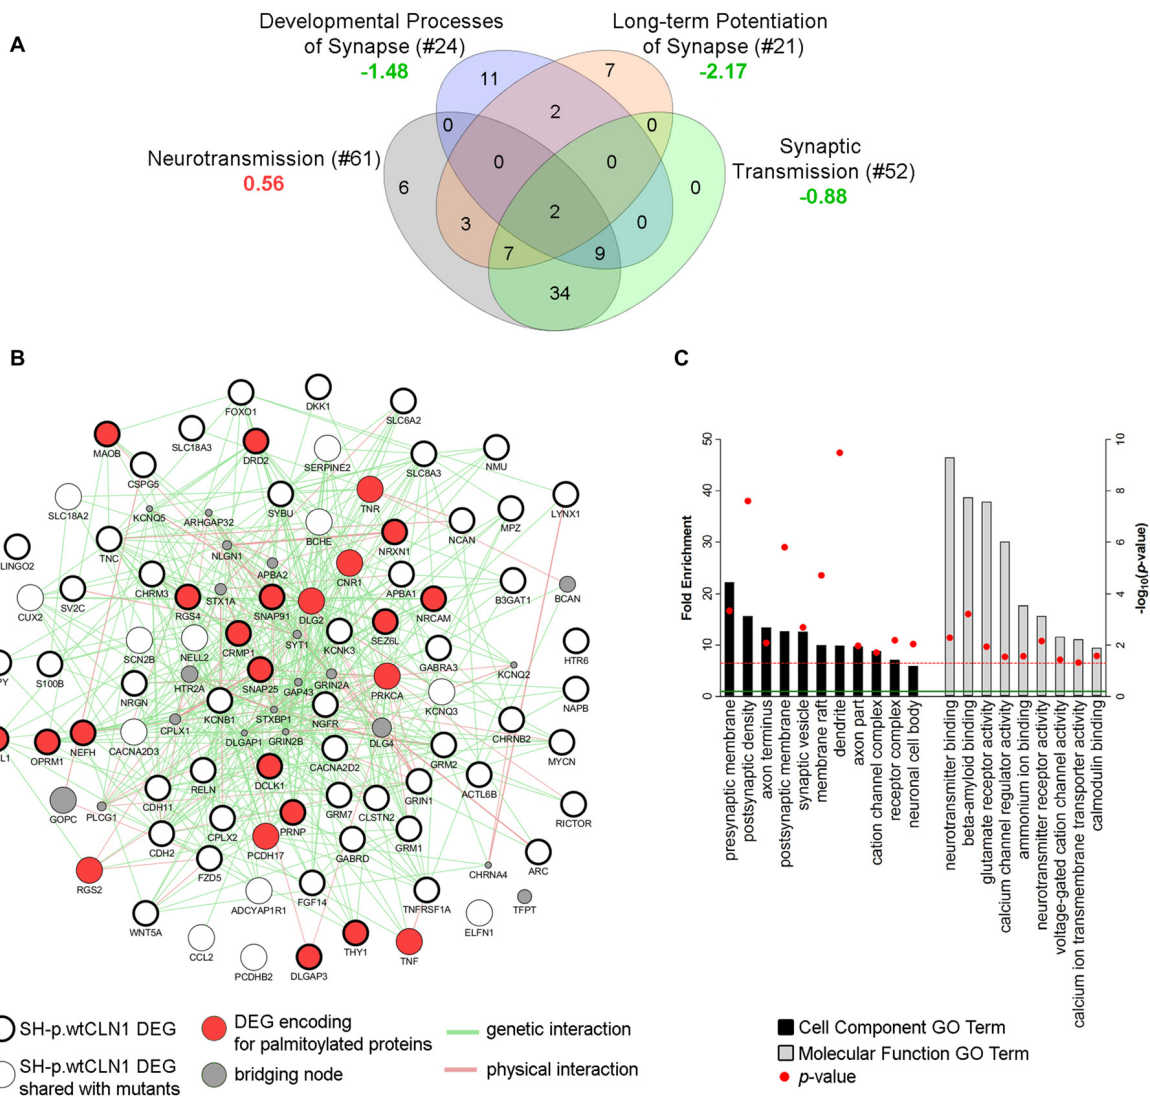 A
Developmental Processes
of Synapse (#24)
-1.48
Long-term Potentiation
of Synapse (#21)
-2.17
Neurotransmission (#61)
0.56
Synaptic
Transmission (#52)
-0.88
11
7
2
0
0
0
0
6
0
3
2
0
7
9
34
B
FOXO1
DKK1
SLC6A2
MAOB
SLC18A3
DRD2
SERPINE2
SLC8A3
NMU
CSPG5
SLC18A2
KCNQ5
ARHGAP32
SYBU
TNR
LYNX1
MPZ
NCAN
BCHE
NRXN1
LINGO2
TNC
NLGN1
APBA2
CNR1
APBA1
B3GAT1
BCAN
CUX2
SV2C
CHRM3
RGS4
STX1A
SNAP91
DLG2
NRCAM
SEZ6L
SCN2B
NELL2
CRMP1
SYT1
KCNK3
GABRA3
HTR6
PY
S100B
HTR2A
SNAP25
GAP43
GRIN2A
PRKCA
KCNQ2
NRGN
KCNB1
STXBP1
NGFR
KCNQ3
NAPB
L1
OPRM1
NEFH
CACNA2D3
CPLX1
DLGAP1
GRIN2B
DLG4
CHRNB2
MYCN
CACNA2D2
GRM2
RELN
DCLK1
ACTL6B
GOPC
PLCG1
CDH11
GRM7
CLSTN2
GRIN1
RICTOR
CDH2
CPLX2
PRNP
PCDH17
GABRD
GRM1
RGS2
FZD5
CHRNA4
ARC
ADCYAP1R1
FGF14
TNFRSF1A
TFPT
ELFN1
WNT5A
CCL2
PCDHB2
DLGAP3
THY1
TNF
SH-p.wtCLN1 DEG
SH-p.wtCLN1 DEG
shared with mutants
DEG encoding
for palmitoylated proteins
bridging node
genetic interaction
physical interaction
C
Fold Enrichment
50
40
30
20
10
0
10
8
6
4
2
0
-log₁₀(p-value)
presynaptic membrane
postsynaptic density
axon terminus
postsynaptic membrane
synaptic vesicle
membrane raft
dendrite
axon part
cation channel complex
receptor complex
neuronal cell body
neurotransmitter binding
beta-amyloid binding
glutamate receptor activity
calcium channel regulator activity
ammonium ion binding
neurotransmitter receptor activity
voltage-gated cation channel activity
calcium ion transmembrane transporter activity
calmodulin binding
Cell Component GO Term
Molecular Function GO Term
p-value